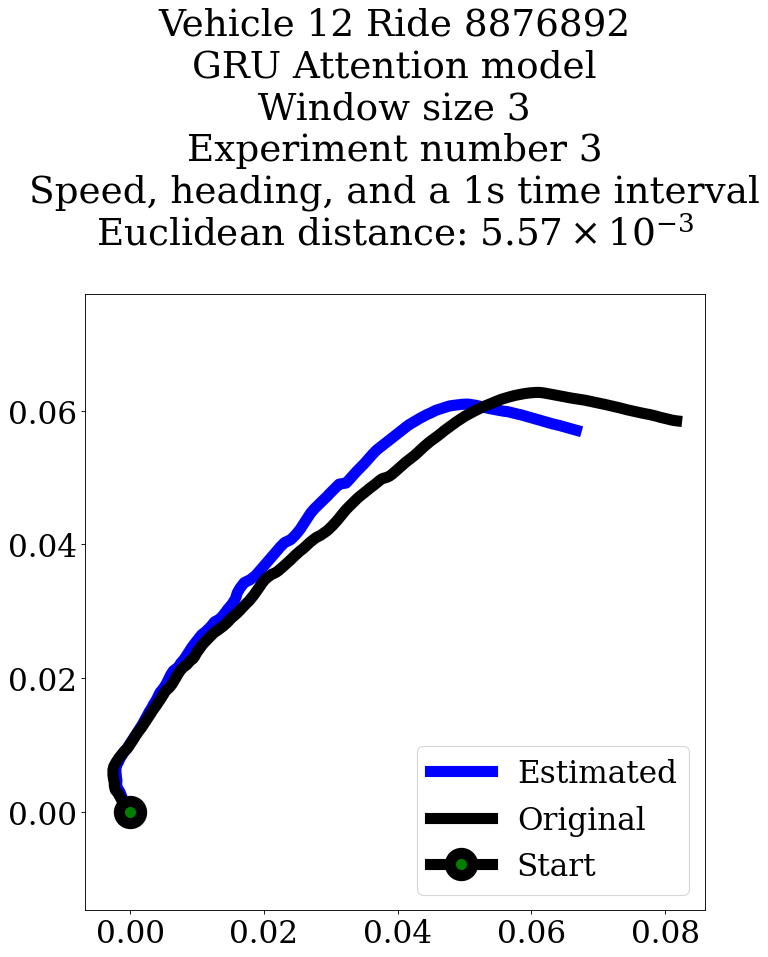 Vehicle 12 Ride 8876892
GRU Attention model
Window size 3
Experiment number 3
Speed, heading, and a 1s time interval
Euclidean distance: 5.57 × 10⁻³
0.06
0.04
0.02
0.00
Estimated
Original
Start
0.00 0.02 0.04 0.06 0.08